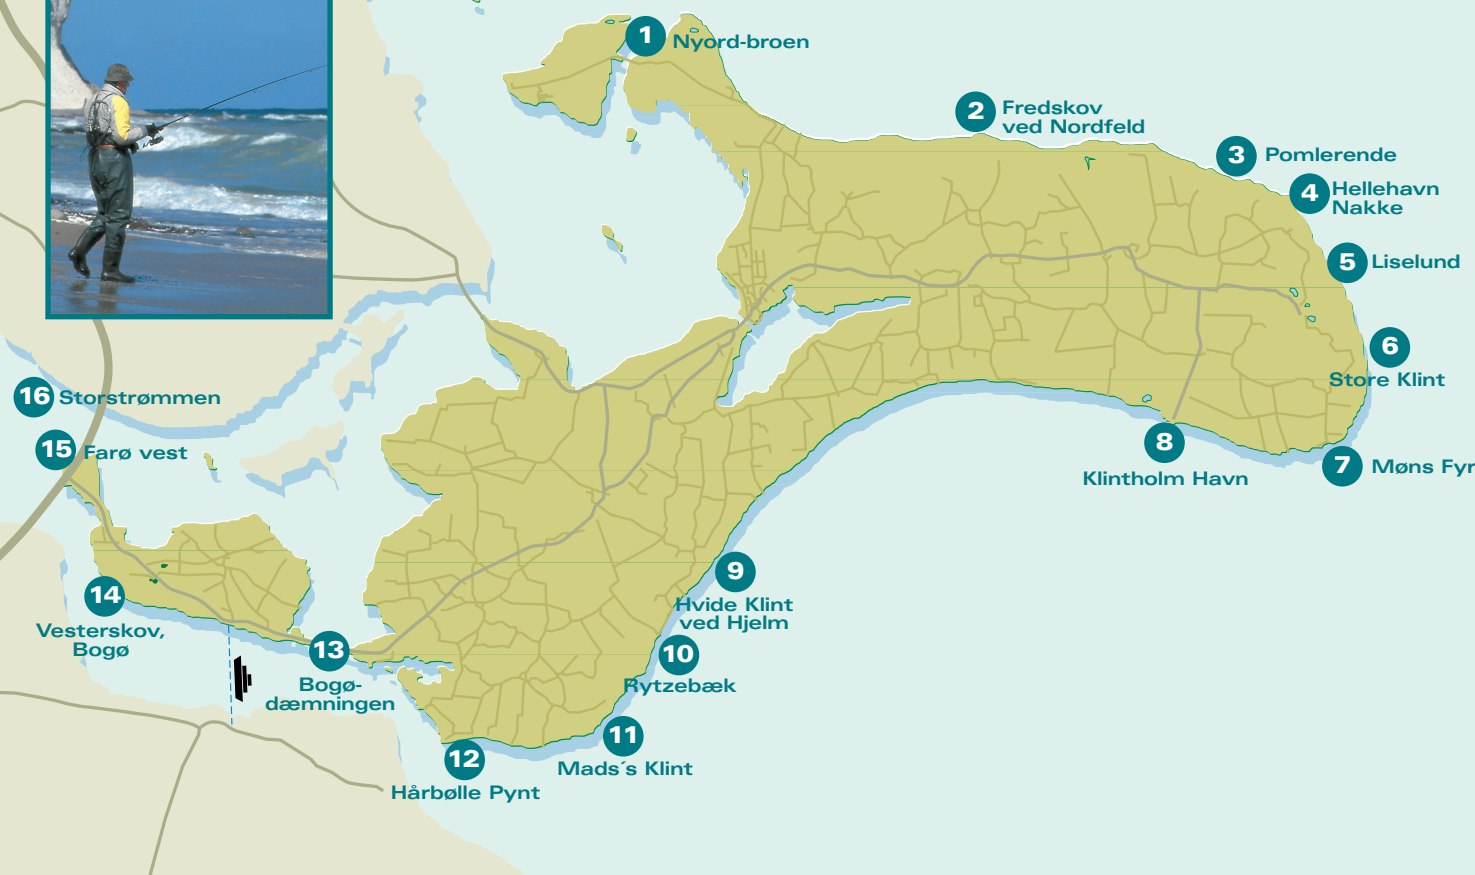 1 Nyord-broen
2 Fredskov
ved Nordfeld
3 Pomlerende
4 Hellehavn
Nakke
5 Liselund
6
Store Klint
7 Møns Fyr
8
Klintholm Havn
9
Hvide Klint
ved Hjelm
10
Rytzebæk
11
Mads´s Klint
12
Hårbølle Pynt
13
Bogø-
dæmningen
14
Vesterskov,
Bogø
15 Farø vest
16 Storstrømmen